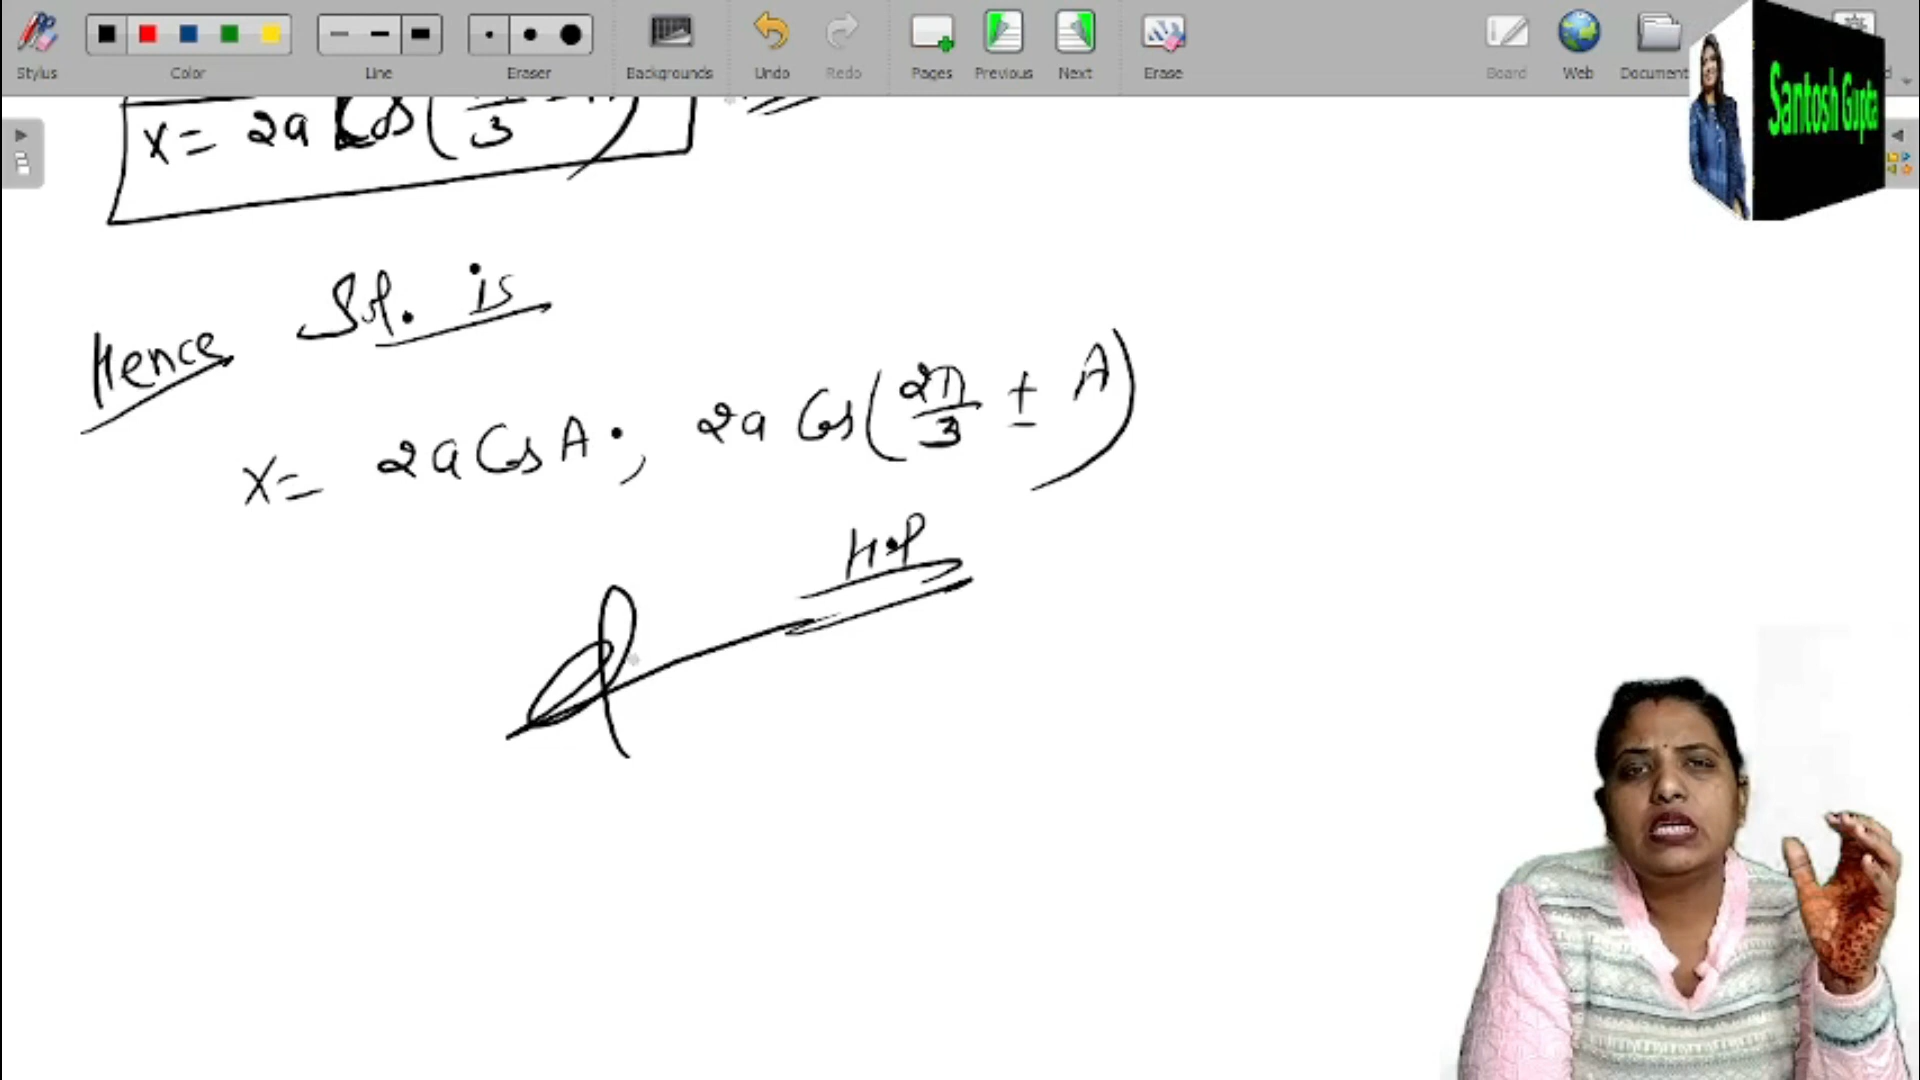 Stylus Color Line Eraser Backgrounds Undo Redo Pages Previous Next Erase Board Web Document
Santosh Gupta
x= 2a Cos( 3
Hence Sol. is
x= 2a Cos A ; 2a Cos(2π/3 ± A)
H.P